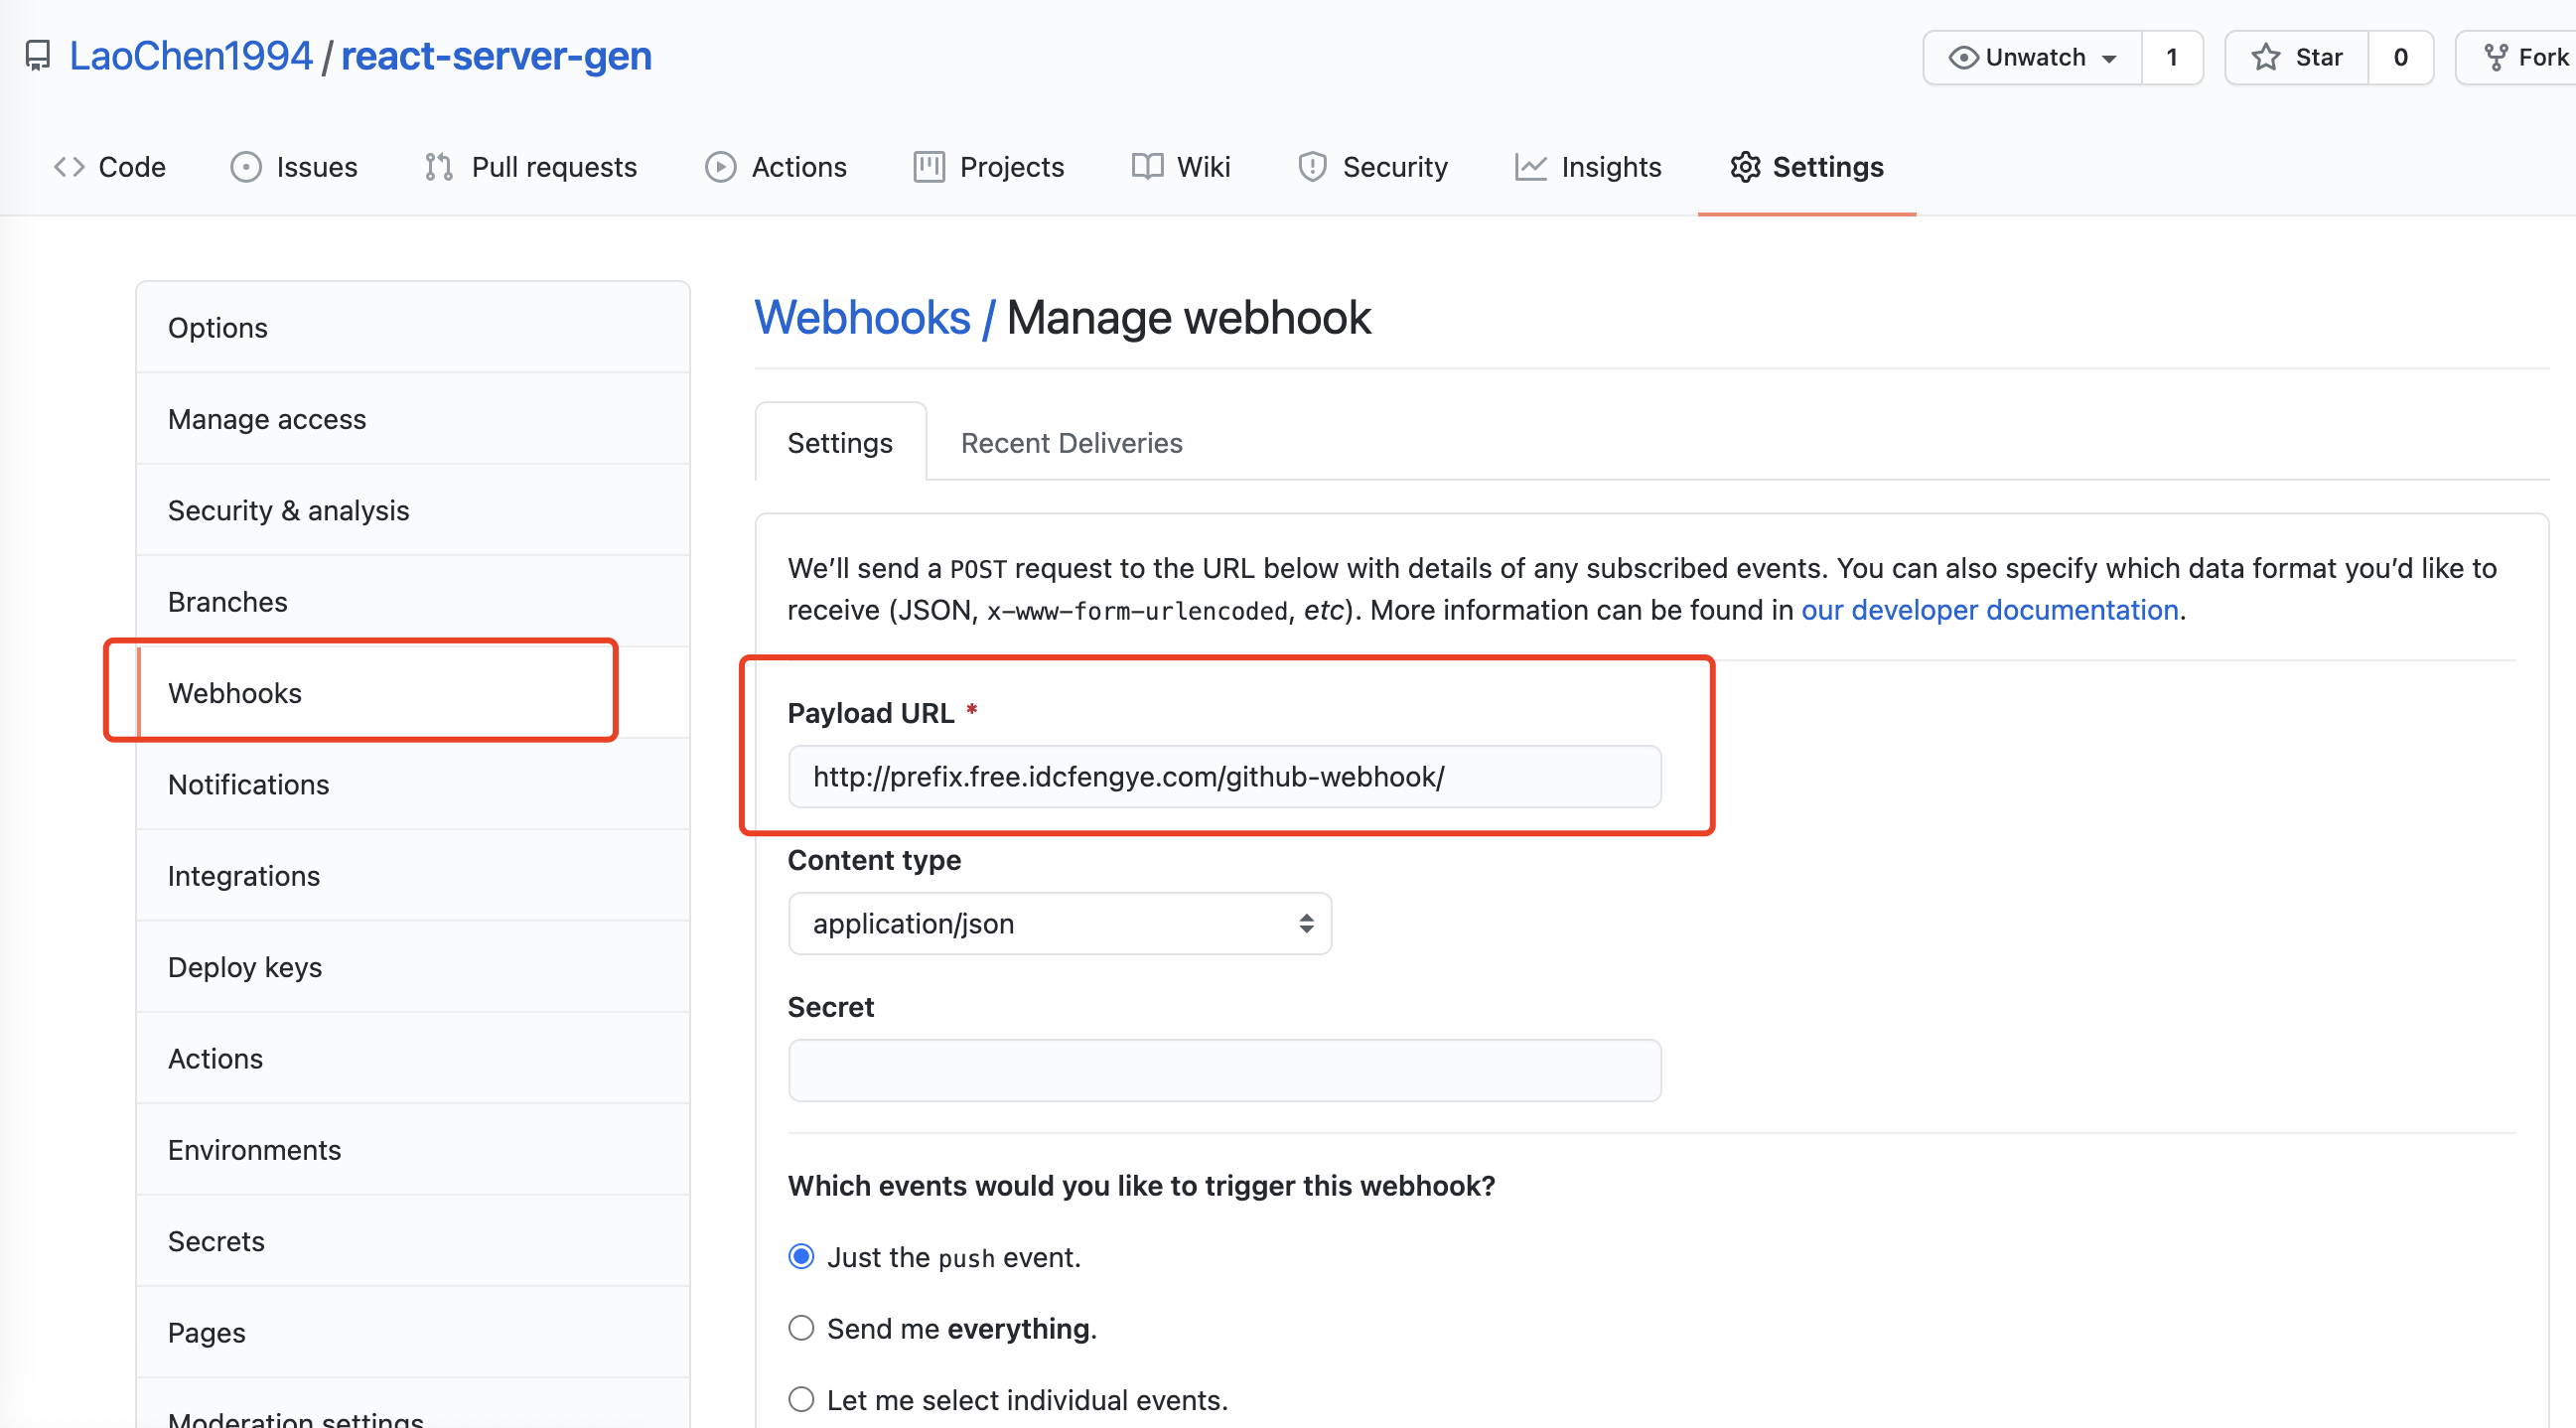 LaoChen1994 / react-server-gen
Unwatch 1 Star 0 Fork
Code Issues Pull requests Actions Projects Wiki Security Insights Settings
Options
Manage access
Security & analysis
Branches
Webhooks
Notifications
Integrations
Deploy keys
Actions
Environments
Secrets
Pages
Moderation settings
Webhooks / Manage webhook
Settings Recent Deliveries
We’ll send a POST request to the URL below with details of any subscribed events. You can also specify which data format you’d like to
receive (JSON, x-www-form-urlencoded, etc). More information can be found in our developer documentation.
Payload URL *
http://prefix.free.idcfengye.com/github-webhook/
Content type
application/json
Secret
Which events would you like to trigger this webhook?
Just the push event.
Send me everything.
Let me select individual events.